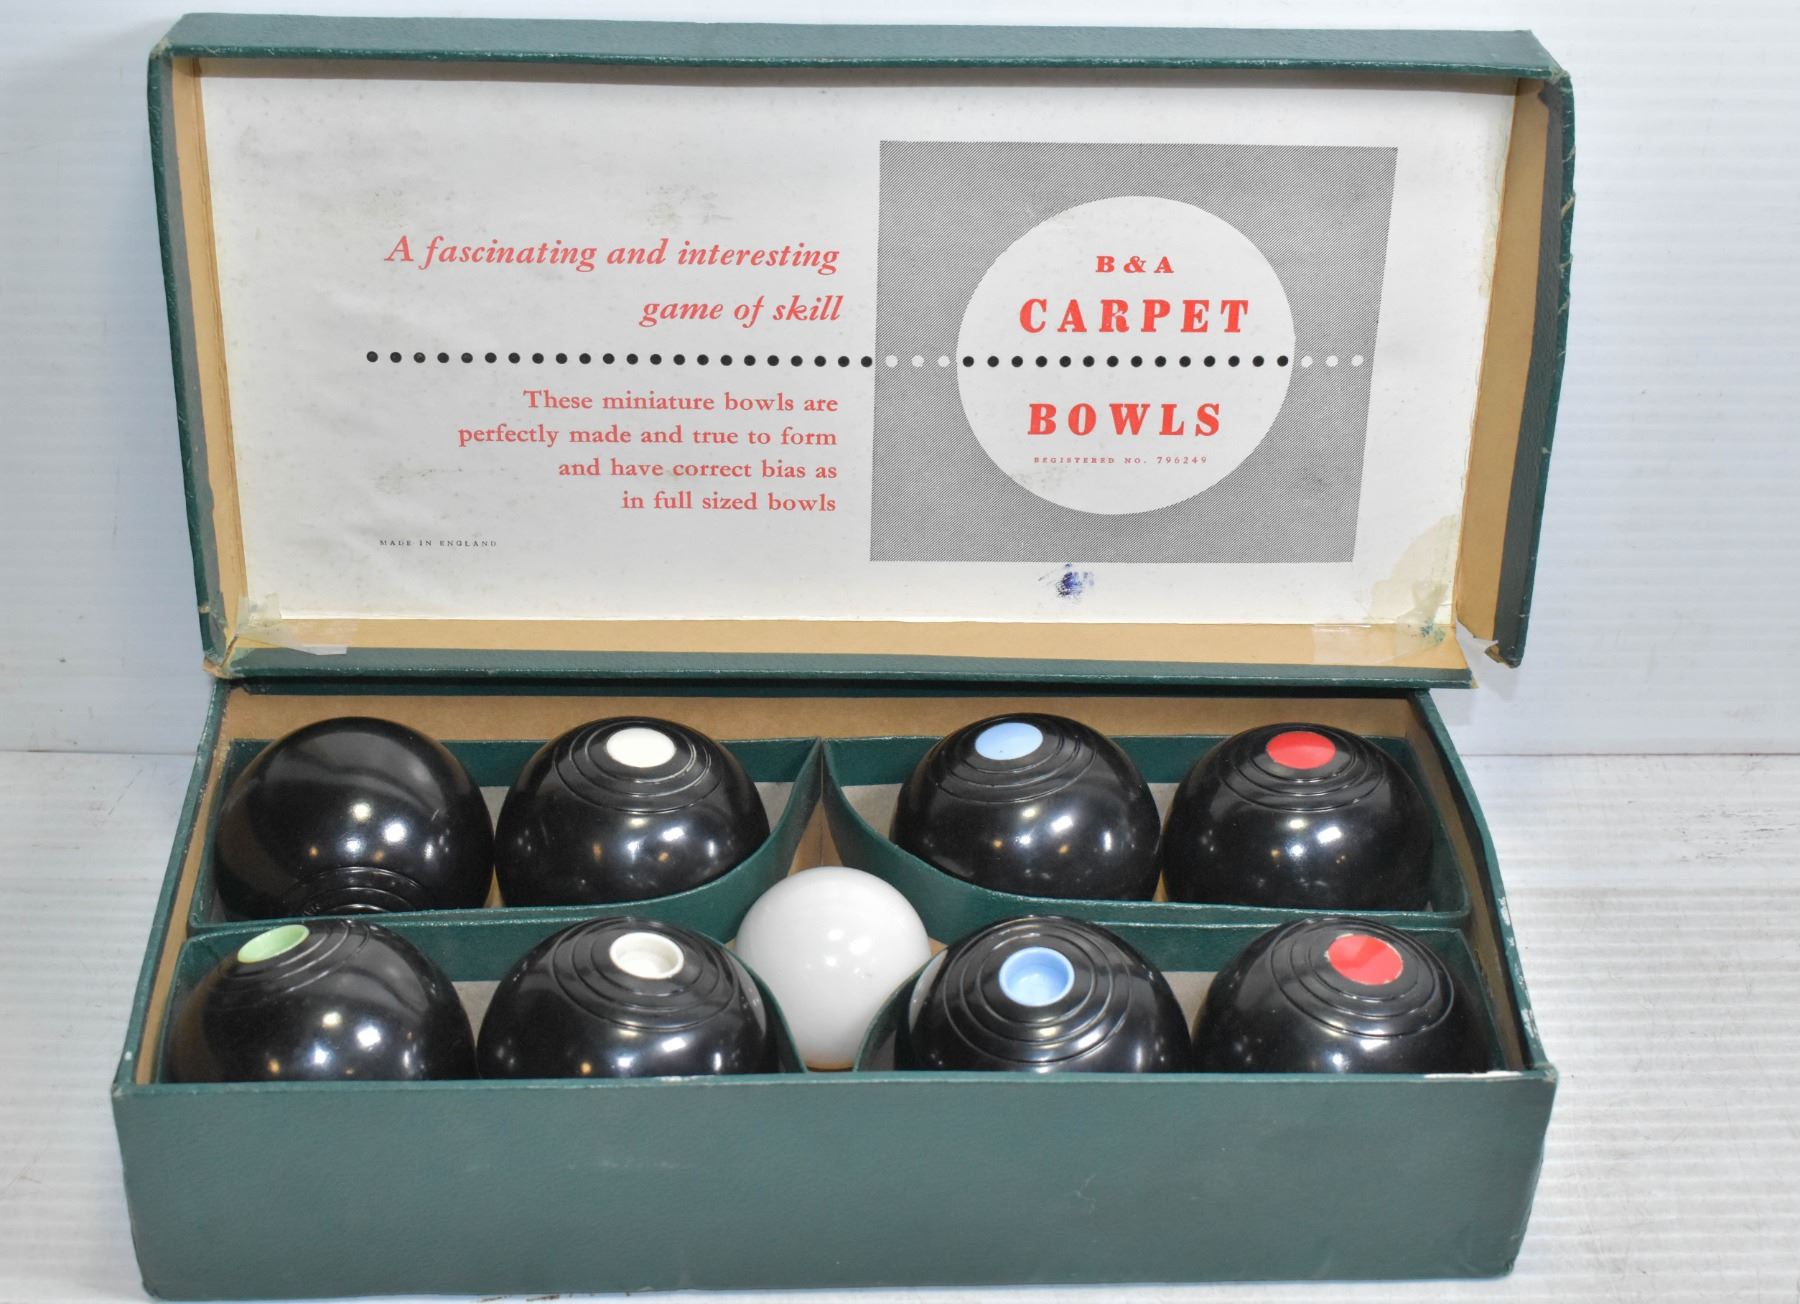 A fascinating and interesting
game of skill
These miniature bowls are
perfectly made and true to form
and have correct bias as
in full sized bowls
MADE IN ENGLAND
B & A
CARPET
BOWLS
REGISTERED NO. 796249